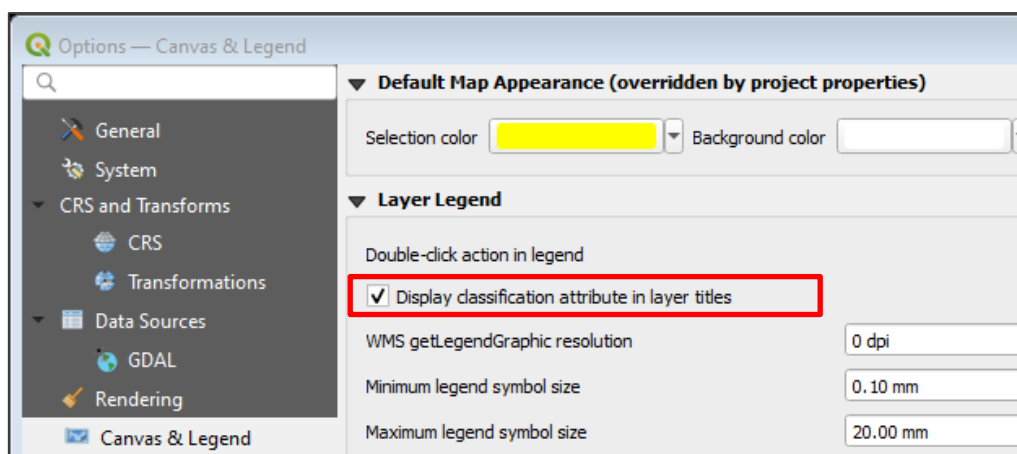 Options — Canvas & Legend
General
System
CRS and Transforms
CRS
Transformations
Data Sources
GDAL
Rendering
Canvas & Legend
Default Map Appearance (overridden by project properties)
Selection color Background color
Layer Legend
Double-click action in legend
Display classification attribute in layer titles
WMS getLegendGraphic resolution 0 dpi
Minimum legend symbol size 0.10 mm
Maximum legend symbol size 20.00 mm